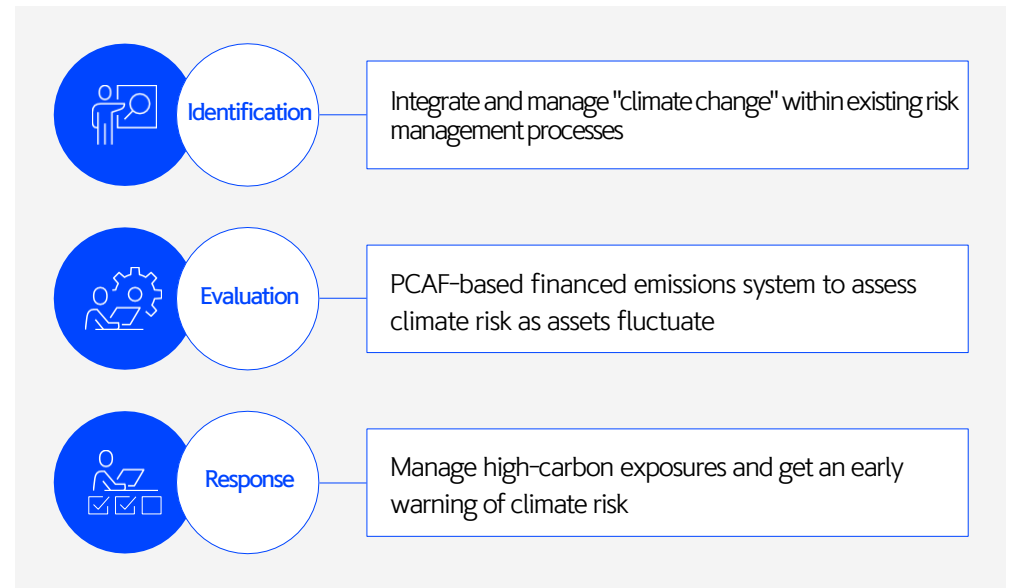 Identification
Integrate and manage "climate change" within existing risk
management processes
Evaluation
PCAF-based financed emissions system to assess
climate risk as assets fluctuate
Response
Manage high-carbon exposures and get an early
warning of climate risk